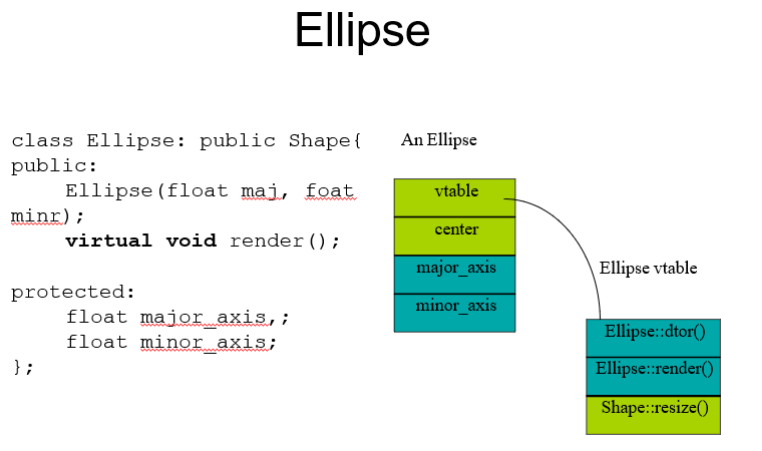 Ellipse
class Ellipse: public Shape{
public:
Ellipse(float maj, foat
minr);
virtual void render();
protected:
float major_axis,;
float minor_axis;
};
An Ellipse
vtable
center
major_axis
minor_axis
Ellipse vtable
Ellipse::dtor()
Ellipse::render()
Shape::resize()